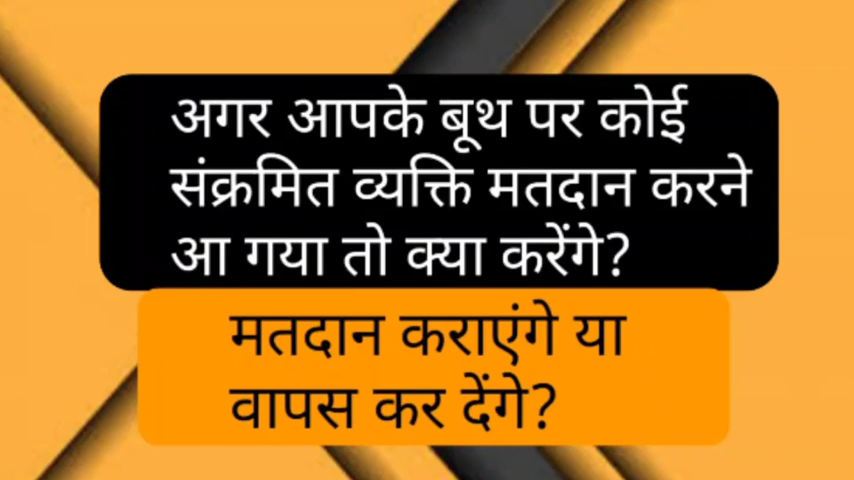 अगर आपके बूथ पर कोई
संक्रमित व्यक्ति मतदान करने
आ गया तो क्या करेंगे?
मतदान कराएंगे या
वापस कर देंगे?